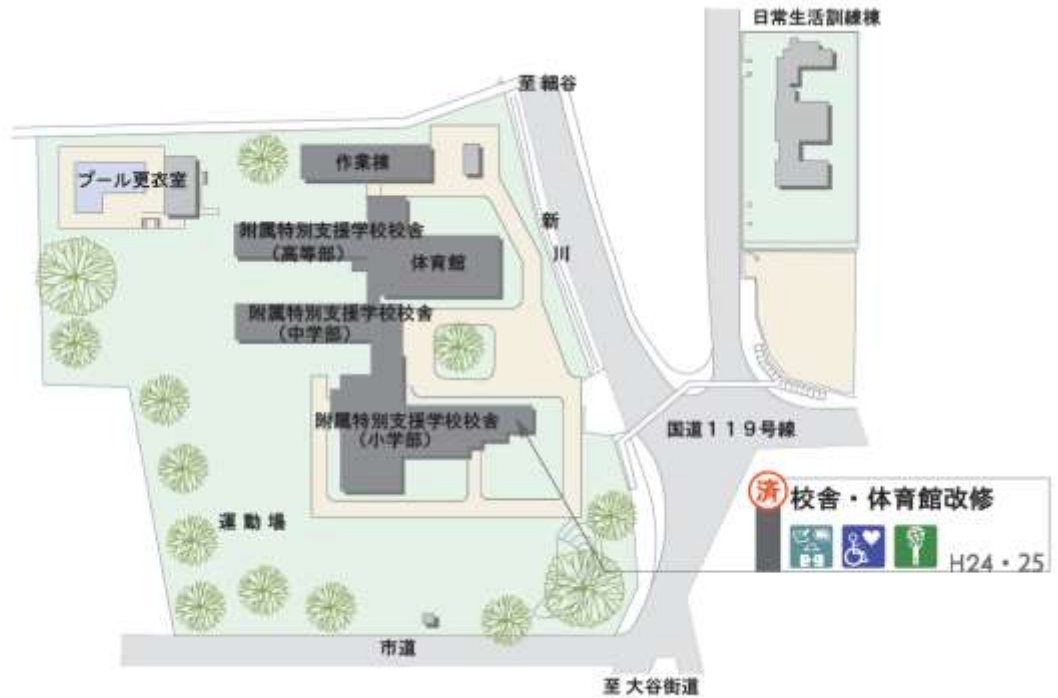 日常生活訓練棟
至 細谷
作業棟
プール更衣室
新川
附属特別支援学校校舎
(高等部)
体育館
附属特別支援学校校舎
(中学部)
附属特別支援学校校舎
(小学部)
国道119号線
済 校舎・体育館改修
H24・25
運動場
市道
至 大谷街道